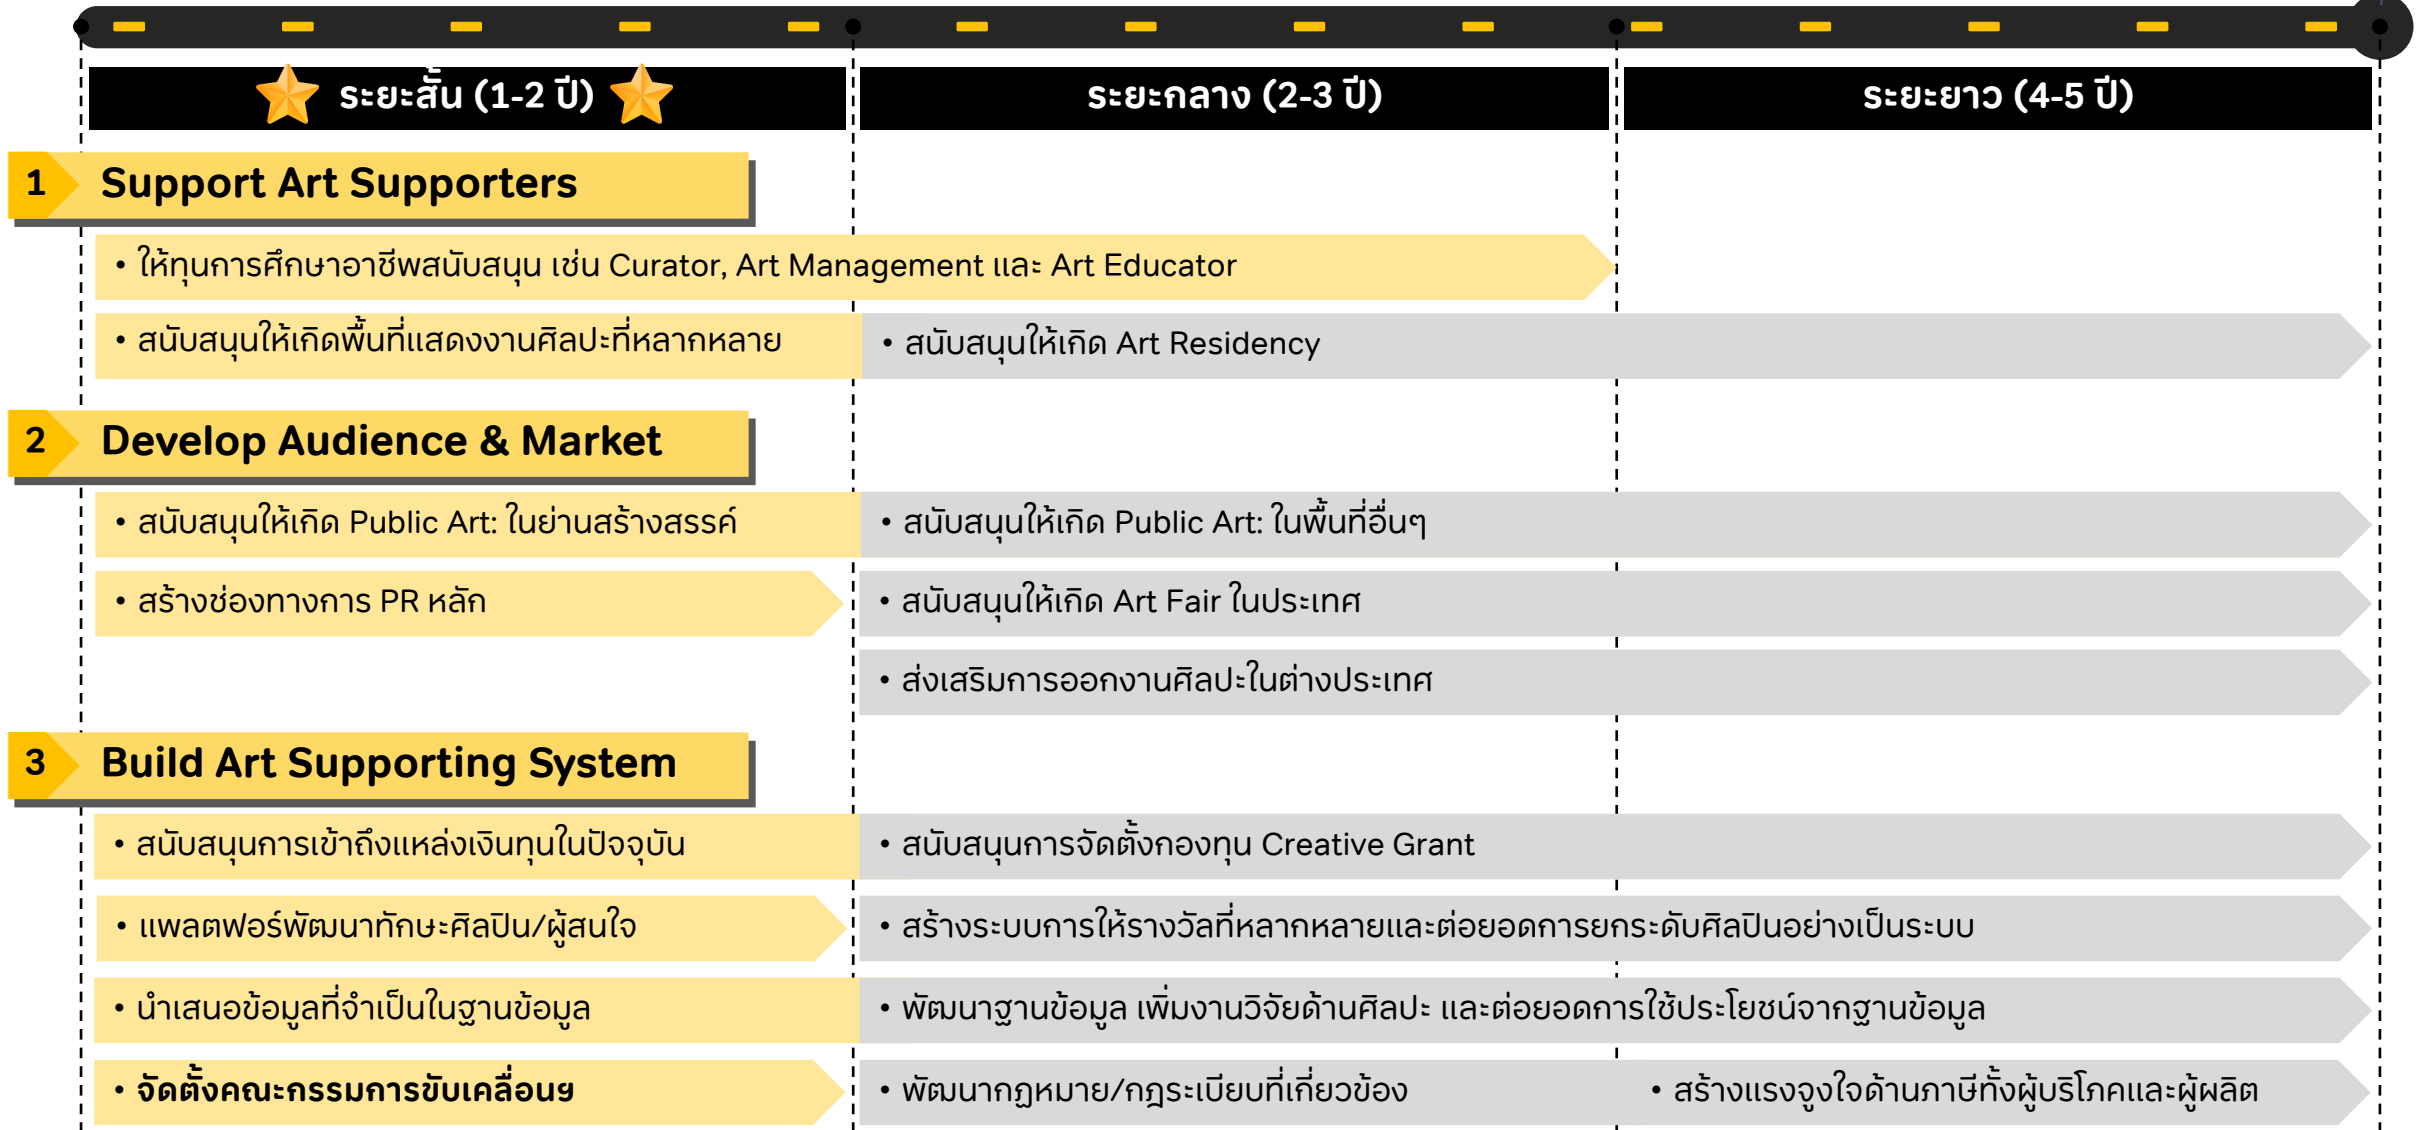 ระยะสั้น (1-2 ปี)
ระยะกลาง (2-3 ปี)
ระยะยาว (4-5 ปี)
1 Support Art Supporters
• ให้ทุนการศึกษาอาชีพสนับสนุน เช่น Curator, Art Management และ Art Educator
• สนับสนุนให้เกิดพื้นที่แสดงงานศิลปะที่หลากหลาย
• สนับสนุนให้เกิด Art Residency
2 Develop Audience & Market
• สนับสนุนให้เกิด Public Art: ในย่านสร้างสรรค์
• สนับสนุนให้เกิด Public Art: ในพื้นที่อื่นๆ
• สร้างช่องทางการ PR หลัก
• สนับสนุนให้เกิด Art Fair ในประเทศ
• ส่งเสริมการออกงานศิลปะในต่างประเทศ
3 Build Art Supporting System
• สนับสนุนการเข้าถึงแหล่งเงินทุนในปัจจุบัน
• สนับสนุนการจัดตั้งกองทุน Creative Grant
• แพลตฟอร์พัฒนาทักษะศิลปิน/ผู้สนใจ
• สร้างระบบการให้รางวัลที่หลากหลายและต่อยอดการยกระดับศิลปินอย่างเป็นระบบ
• นำเสนอข้อมูลที่จำเป็นในฐานข้อมูล
• พัฒนาฐานข้อมูล เพิ่มงานวิจัยด้านศิลปะ และต่อยอดการใช้ประโยชน์จากฐานข้อมูล
• จัดตั้งคณะกรรมการขับเคลื่อนฯ
• พัฒนากฏหมาย/กฎระเบียบที่เกี่ยวข้อง
• สร้างแรงจูงใจด้านภาษีทั้งผู้บริโภคและผู้ผลิต